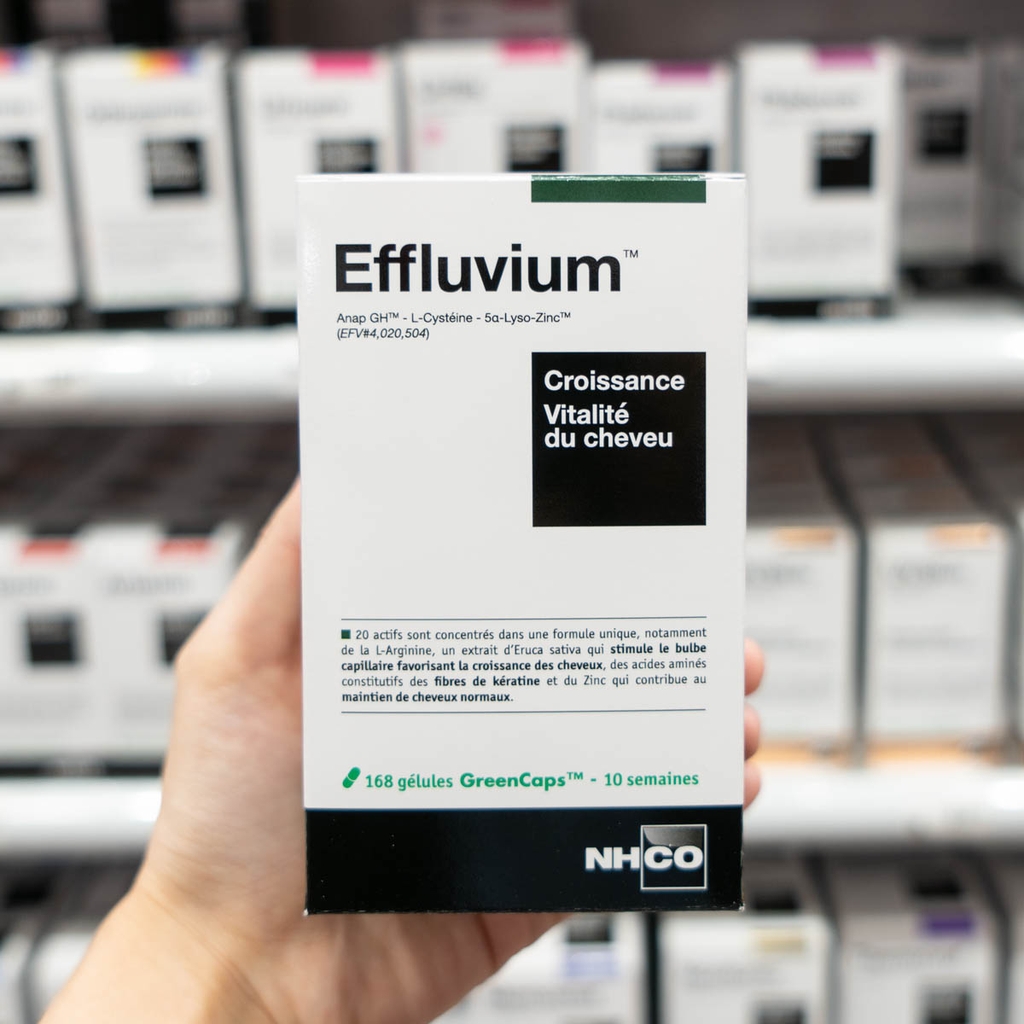 Effluvium™
Anap GH™ - L-Cystéine - 5α-Lyso-Zinc™
(EFV#4,020,504)
Croissance
Vitalité
du cheveu
20 actifs sont concentrés dans une formule unique, notamment
de la L-Arginine, un extrait d'Eruca sativa qui stimule le bulbe
capillaire favorisant la croissance des cheveux, des acides aminés
constitutifs des fibres de kératine et du Zinc qui contribue au
maintien de cheveux normaux.
168 gélules GreenCaps™ - 10 semaines
NHCO